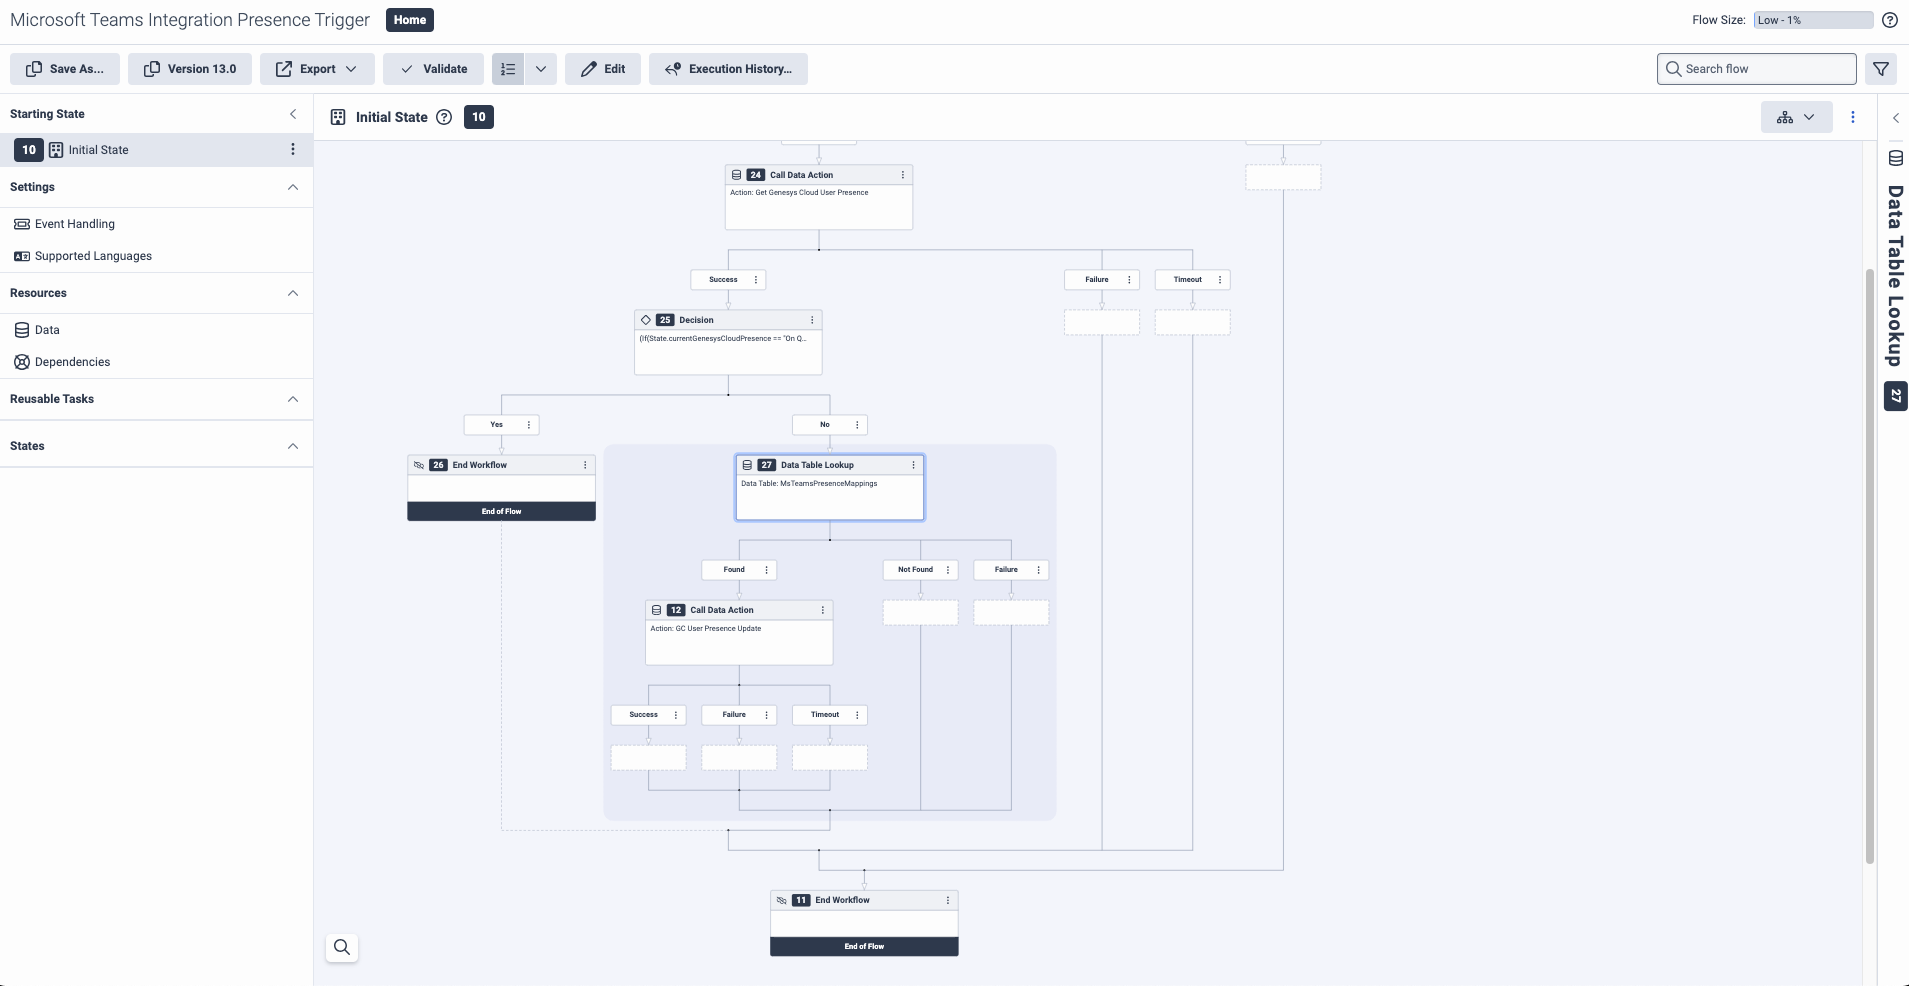 Microsoft Teams Integration Presence Trigger
Home
Flow Size:
Low - 1%
Save As...
Version 13.0
Export
Validate
Edit
Execution History...
Search flow
Starting State
10
Initial State
Settings
Event Handling
Supported Languages
Resources
Data
Dependencies
Reusable Tasks
States
Initial State
10
24 Call Data Action
Action: Get Genesys Cloud User Presence
Success
Failure
Timeout
25 Decision
(If(State.currentGenesysCloudPresence == "On Q...
Yes
No
26 End Workflow
End of Flow
27 Data Table Lookup
Data Table: MsTeamsPresenceMappings
Found
Not Found
Failure
12 Call Data Action
Action: GC User Presence Update
Success
Failure
Timeout
11 End Workflow
End of Flow
Data Table Lookup
27